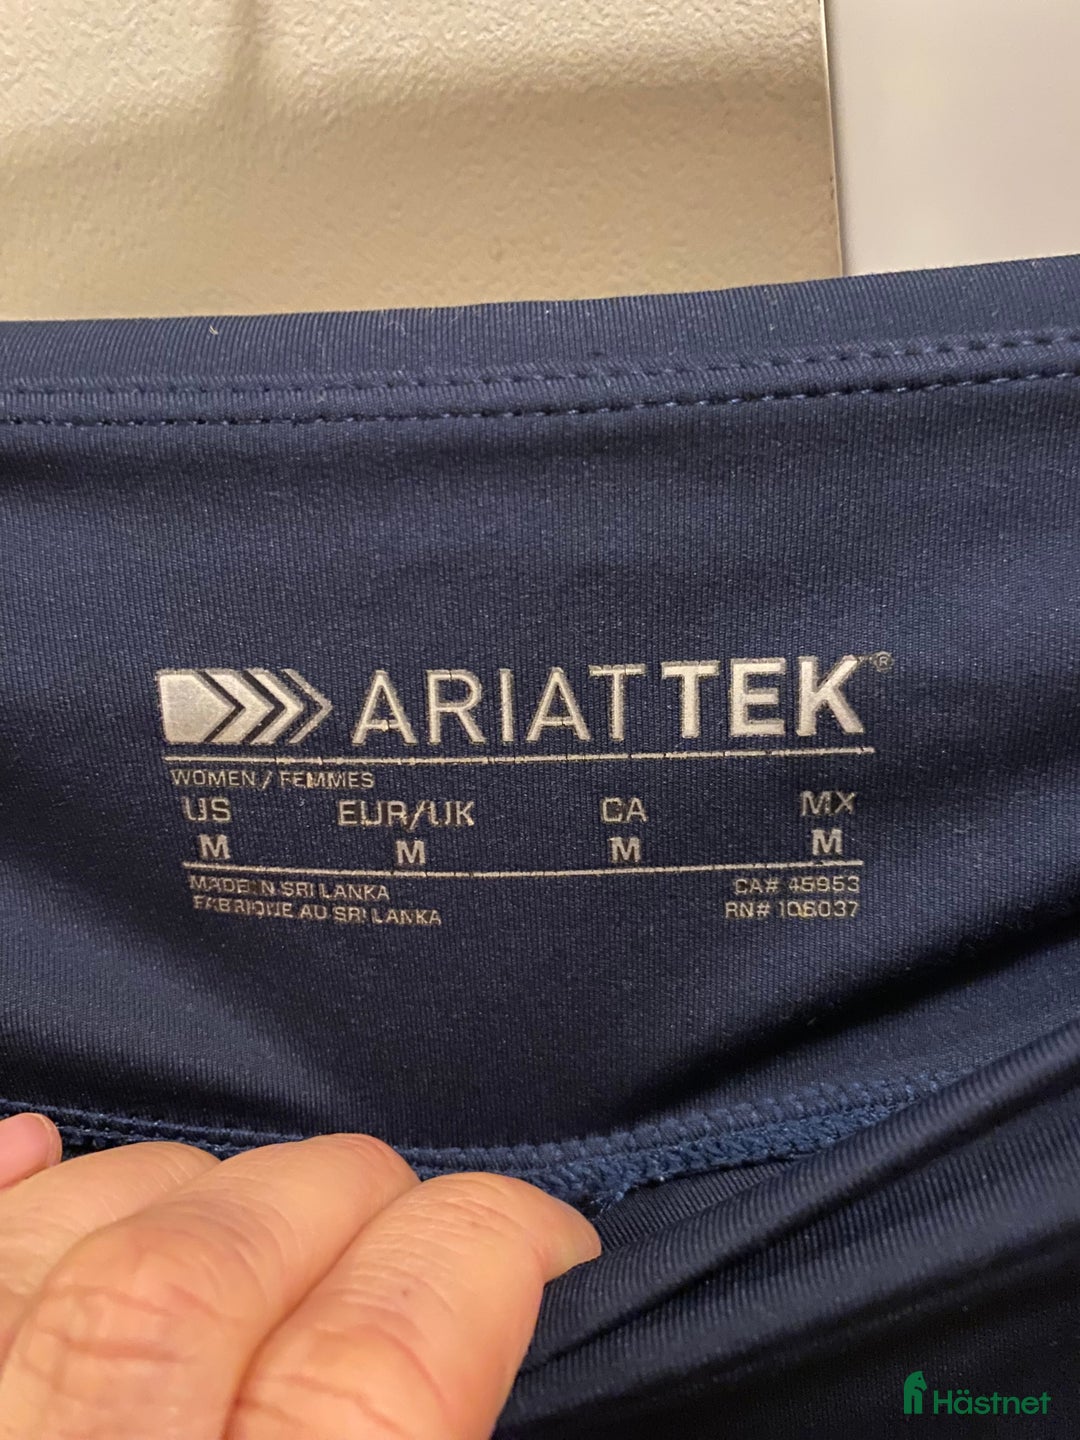 ARIATTEK®
WOMEN / FEMMES
US EUR/UK CA MX
M M M M
MADE IN SRI LANKA
FABRIQUE AU SRI LANKA
CA# 45953
RN# 106037
Hästnet